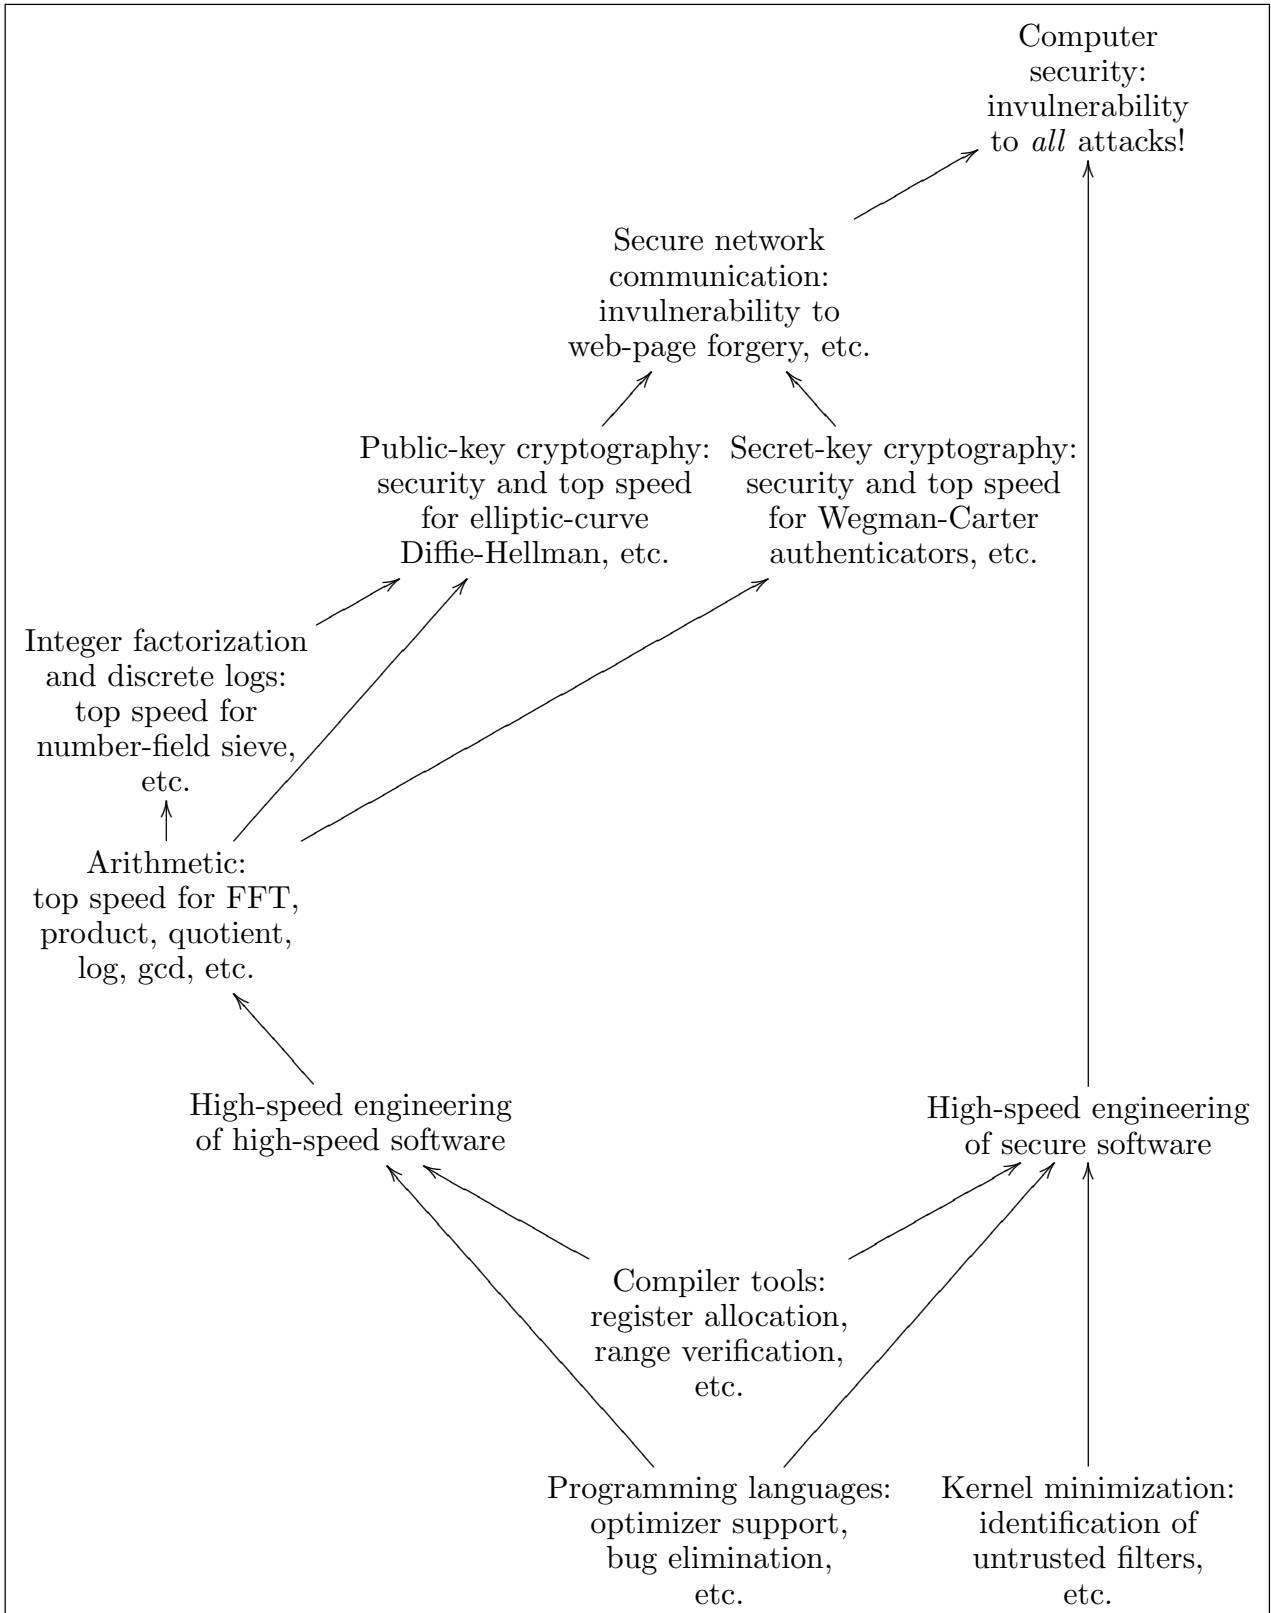 Computer
security:
invulnerability
to all attacks!
Secure network
communication:
invulnerability to
web-page forgery, etc.
Public-key cryptography:
security and top speed
for elliptic-curve
Diffie-Hellman, etc.
Secret-key cryptography:
security and top speed
for Wegman-Carter
authenticators, etc.
Integer factorization
and discrete logs:
top speed for
number-field sieve,
etc.
Arithmetic:
top speed for FFT,
product, quotient,
log, gcd, etc.
High-speed engineering
of high-speed software
High-speed engineering
of secure software
Compiler tools:
register allocation,
range verification,
etc.
Programming languages:
optimizer support,
bug elimination,
etc.
Kernel minimization:
identification of
untrusted filters,
etc.